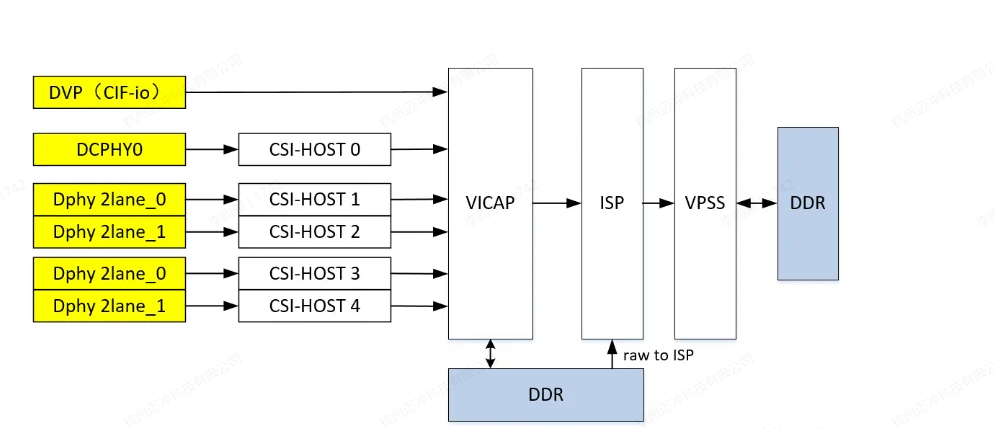 DVP（CIF-io）
DCPHY0
CSI-HOST 0
Dphy 2lane_0
CSI-HOST 1
Dphy 2lane_1
CSI-HOST 2
Dphy 2lane_0
CSI-HOST 3
Dphy 2lane_1
CSI-HOST 4
VICAP
ISP
VPSS
DDR
raw to ISP
DDR